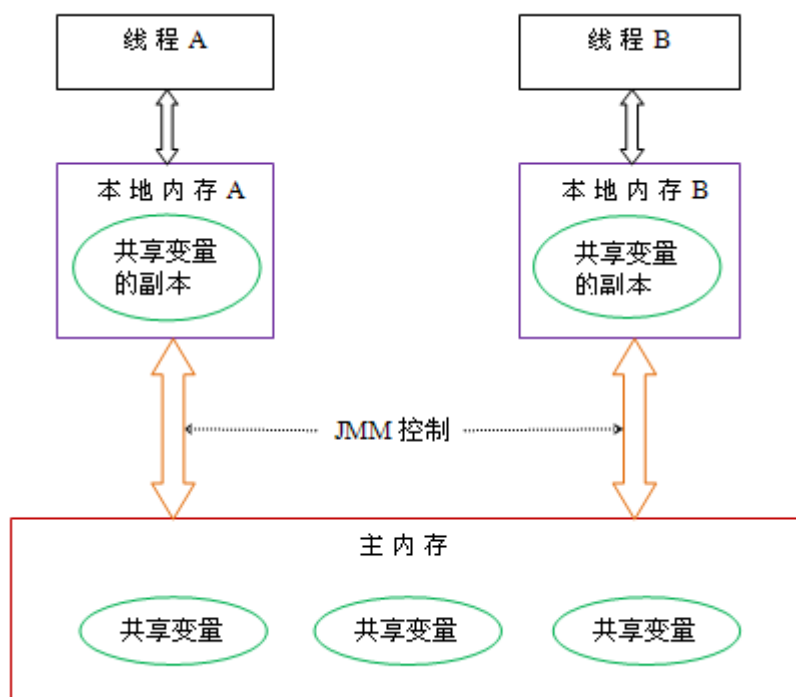 线程 A
线程 B
本地内存 A
本地内存 B
共享变量
的副本
共享变量
的副本
JMM 控制
主内存
共享变量
共享变量
共享变量